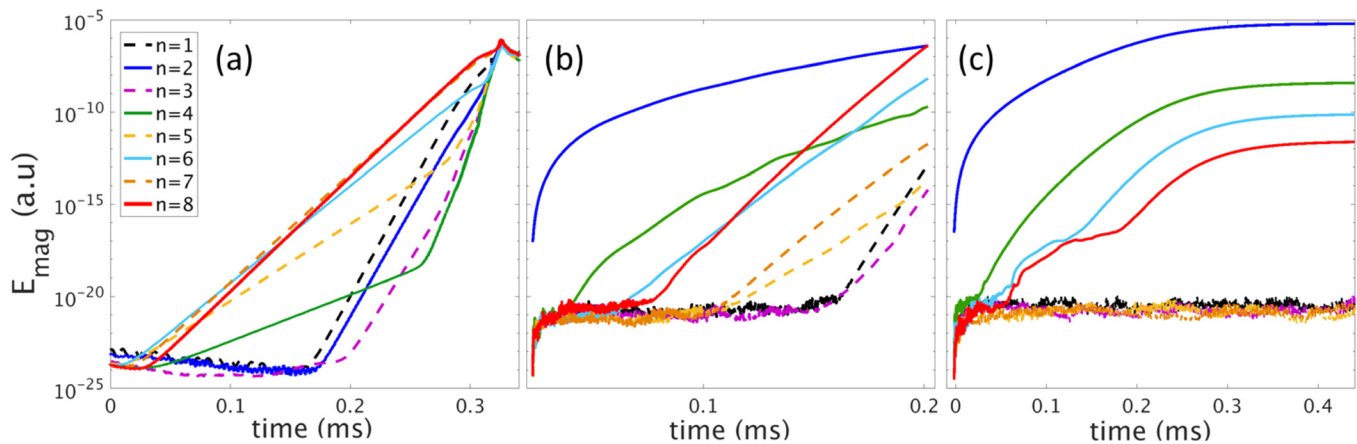 E_mag (a.u)
10^-5
10^-10
10^-15
10^-20
10^-25
(a)
n=1
n=2
n=3
n=4
n=5
n=6
n=7
n=8
0 0.1 0.2 0.3
time (ms)
(b)
0.1 0.2
time (ms)
(c)
0 0.1 0.2 0.3 0.4
time (ms)